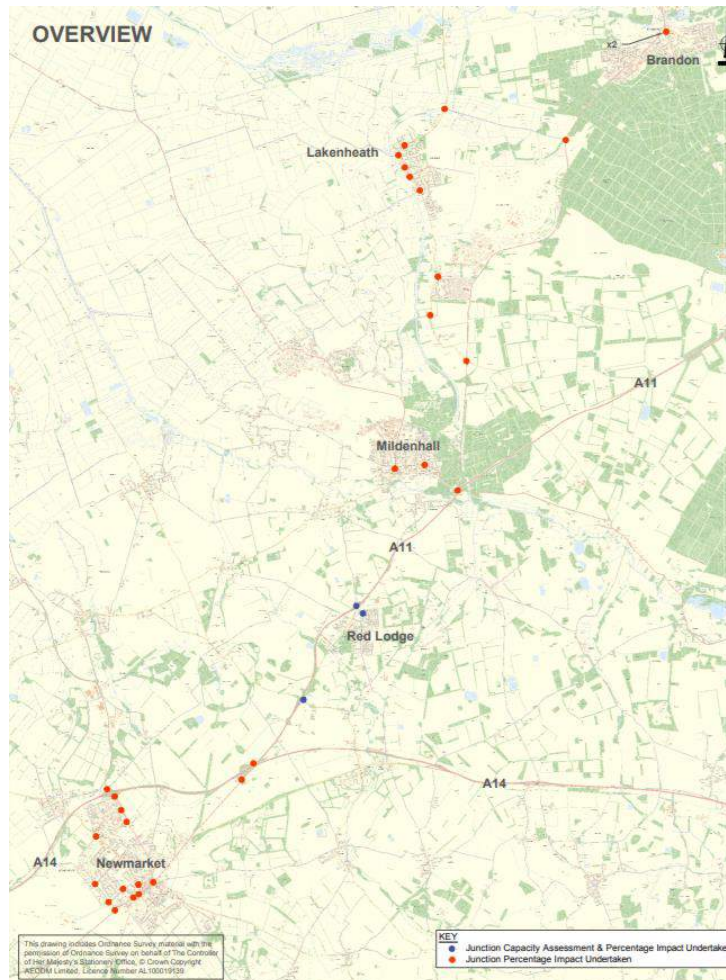 OVERVIEW
x2
Brandon
Lakenheath
A11
Mildenhall
A11
Red Lodge
A14
A14
Newmarket
This drawing includes Ordnance Survey material with the
permission of Ordnance Survey on behalf of The Controller
of Her Majesty's Stationery Office, © Crown Copyright
AECOM Limited, Licence Number AL100019139
KEY
Junction Capacity Assessment & Percentage Impact Undertake
Junction Percentage Impact Undertaken